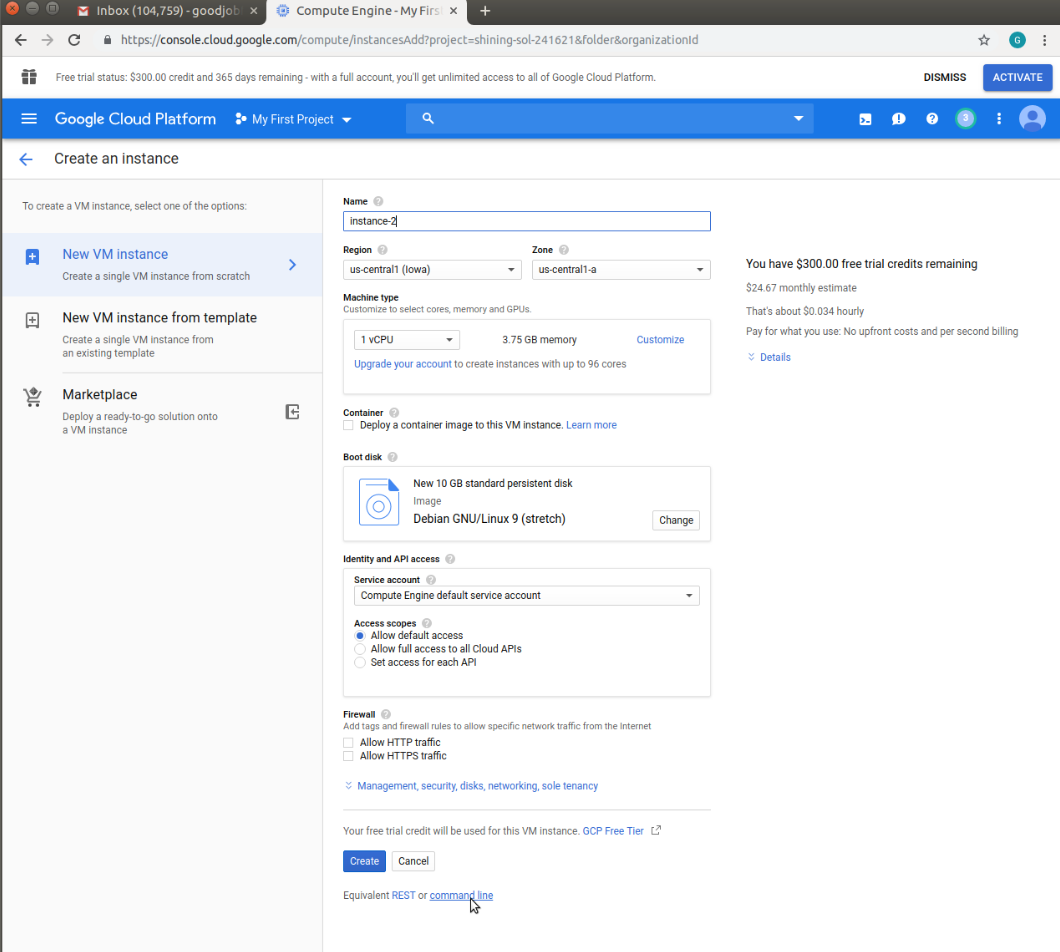 Inbox (104,759) - goodjob
Compute Engine - My Firs
https://console.cloud.google.com/compute/instancesAdd?project=shining-sol-241621&folder&organizationId
G
Free trial status: $300.00 credit and 365 days remaining - with a full account, you'll get unlimited access to all of Google Cloud Platform.
DISMISS
ACTIVATE
Google Cloud Platform
My First Project
3
Create an instance
To create a VM instance, select one of the options:
New VM instance
Create a single VM instance from scratch
New VM instance from template
Create a single VM instance from
an existing template
Marketplace
Deploy a ready-to-go solution onto
a VM instance
Name
instance-2
Region
Zone
us-central1 (Iowa)
us-central1-a
Machine type
Customize to select cores, memory and GPUs.
1 vCPU
3.75 GB memory
Customize
Upgrade your account to create instances with up to 96 cores
Container
Deploy a container image to this VM instance. Learn more
Boot disk
New 10 GB standard persistent disk
Image
Debian GNU/Linux 9 (stretch)
Change
Identity and API access
Service account
Compute Engine default service account
Access scopes
Allow default access
Allow full access to all Cloud APIs
Set access for each API
Firewall
Add tags and firewall rules to allow specific network traffic from the Internet
Allow HTTP traffic
Allow HTTPS traffic
Management, security, disks, networking, sole tenancy
Your free trial credit will be used for this VM instance. GCP Free Tier
Create
Cancel
Equivalent REST or command line
You have $300.00 free trial credits remaining
$24.67 monthly estimate
That's about $0.034 hourly
Pay for what you use: No upfront costs and per second billing
Details